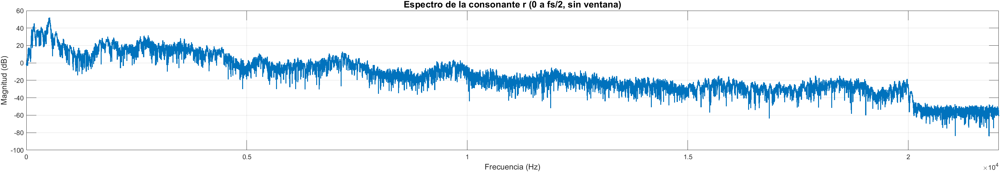 Espectro de la consonante r (0 a fs/2, sin ventana)
Magnitud (dB)
60
40
20
0
-20
-40
-60
-80
-100
0 0.5 1 1.5 2
×10⁴
Frecuencia (Hz)